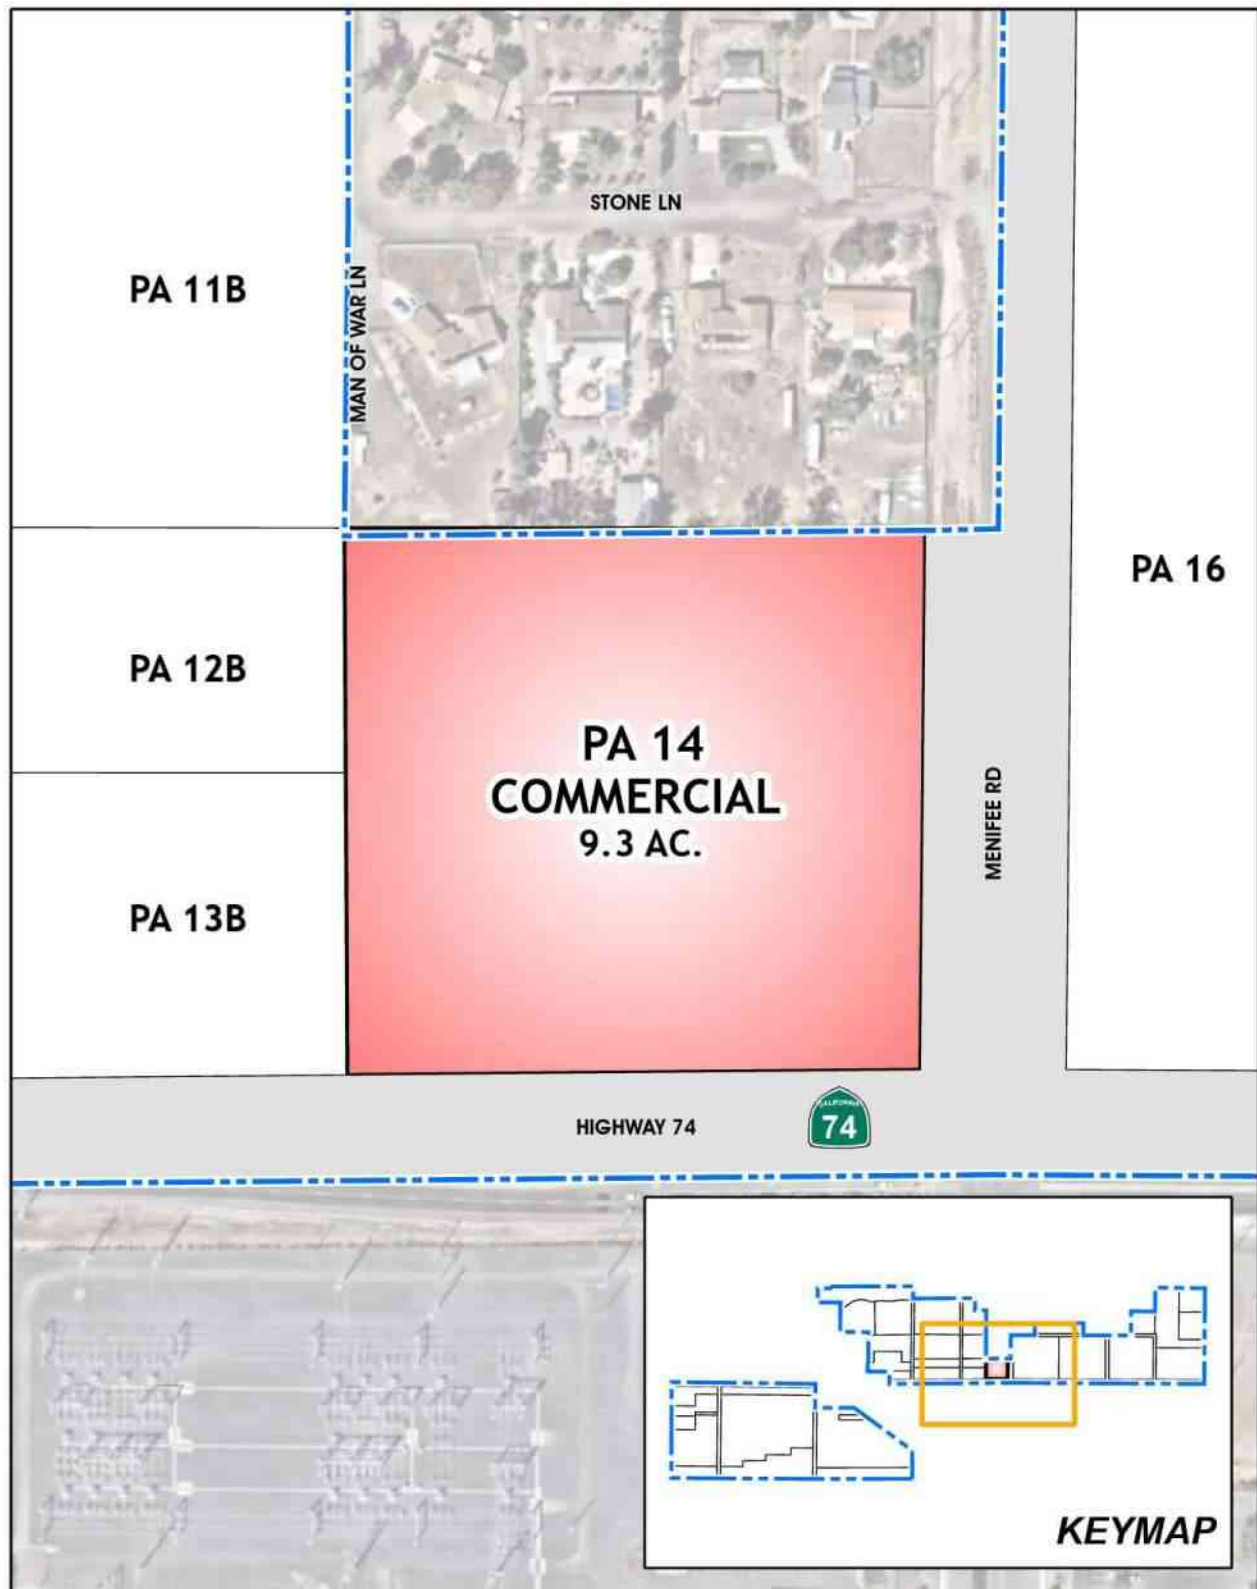 STONE LN
PA 11B
MAN OF WAR LN
PA 16
PA 12B
PA 14
COMMERCIAL
9.3 AC.
MENIFEE RD
PA 13B
HIGHWAY 74
CALIFORNIA
74
KEYMAP